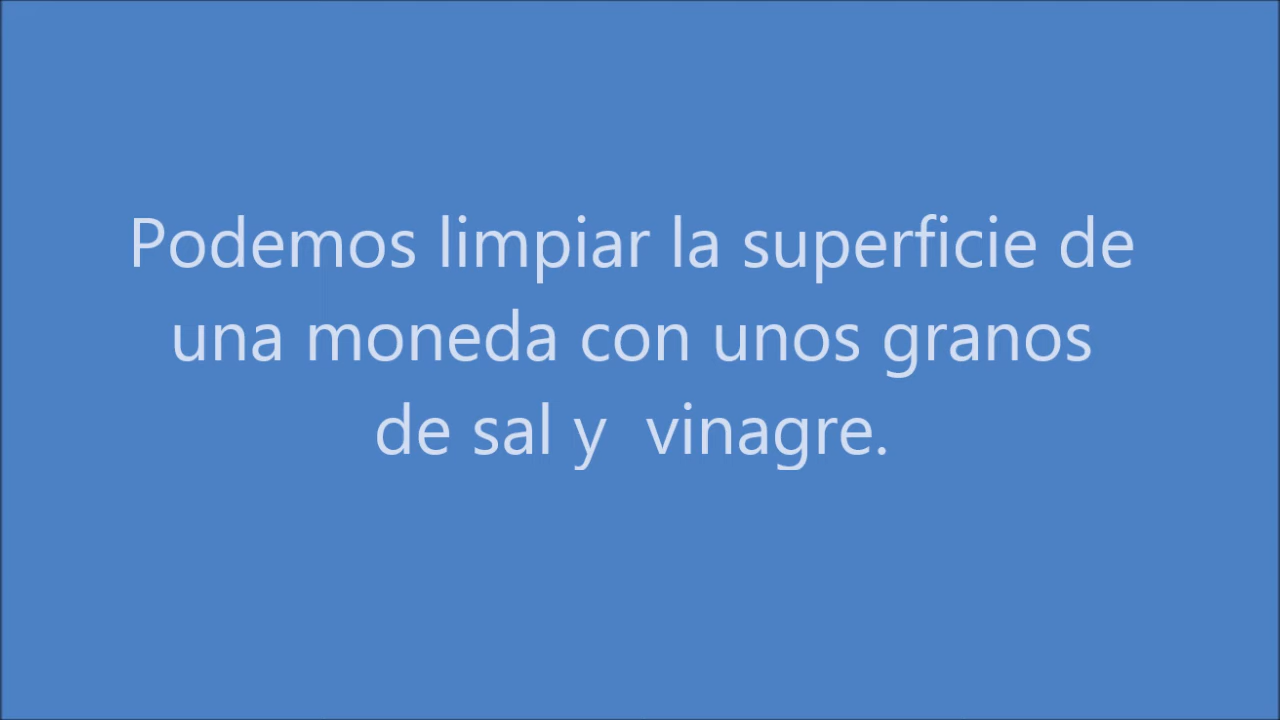 Podemos limpiar la superficie de
una moneda con unos granos
de sal y  vinagre.